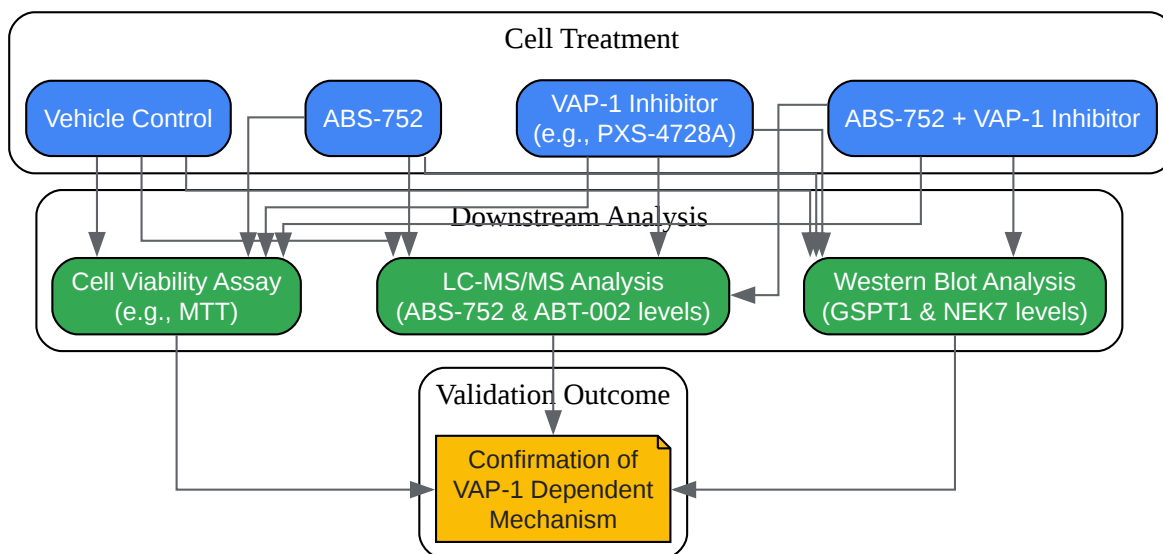 Cell Treatment
Vehicle Control
ABS-752
VAP-1 Inhibitor
(e.g., PXS-4728A)
ABS-752 + VAP-1 Inhibitor
Downstream Analysis
Cell Viability Assay
(e.g., MTT)
LC-MS/MS Analysis
(ABS-752 & ABT-002 levels)
Western Blot Analysis
(GSPT1 & NEK7 levels)
Validation Outcome
Confirmation of
VAP-1 Dependent
Mechanism